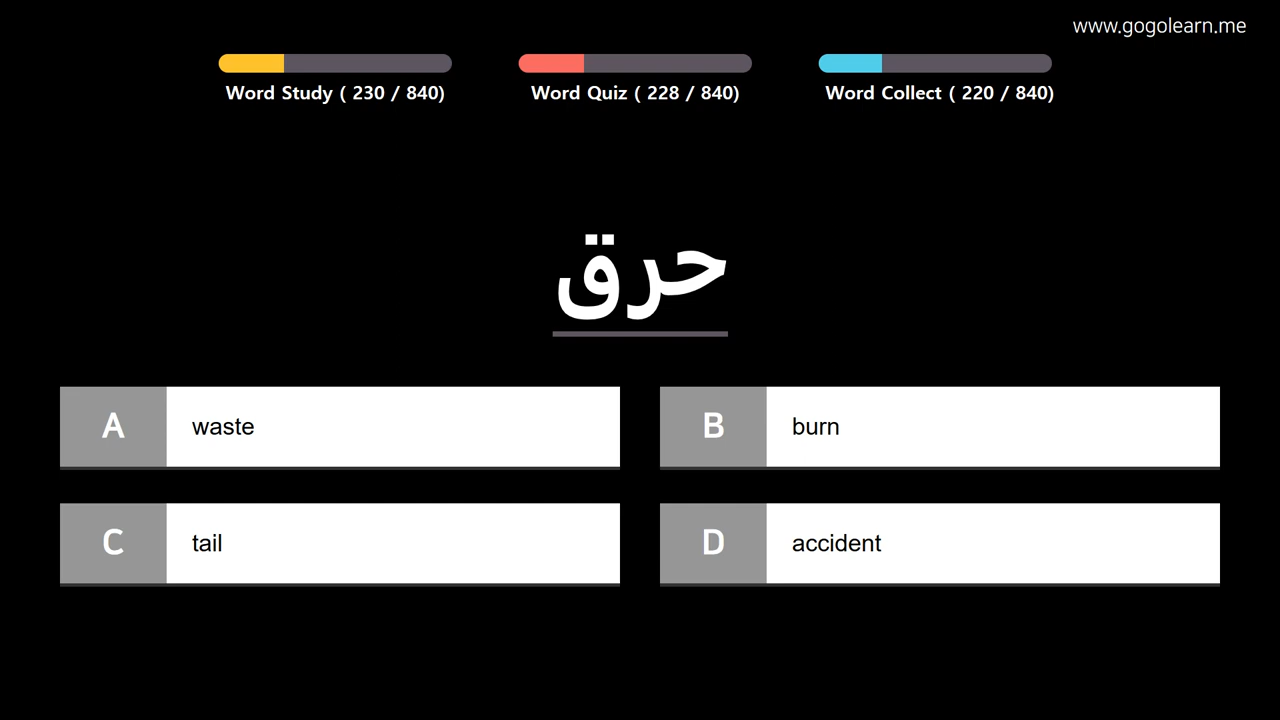 www.gogolearn.me
Word Study ( 230 / 840)
Word Quiz ( 228 / 840)
Word Collect ( 220 / 840)
حرق
A waste
B burn
C tail
D accident